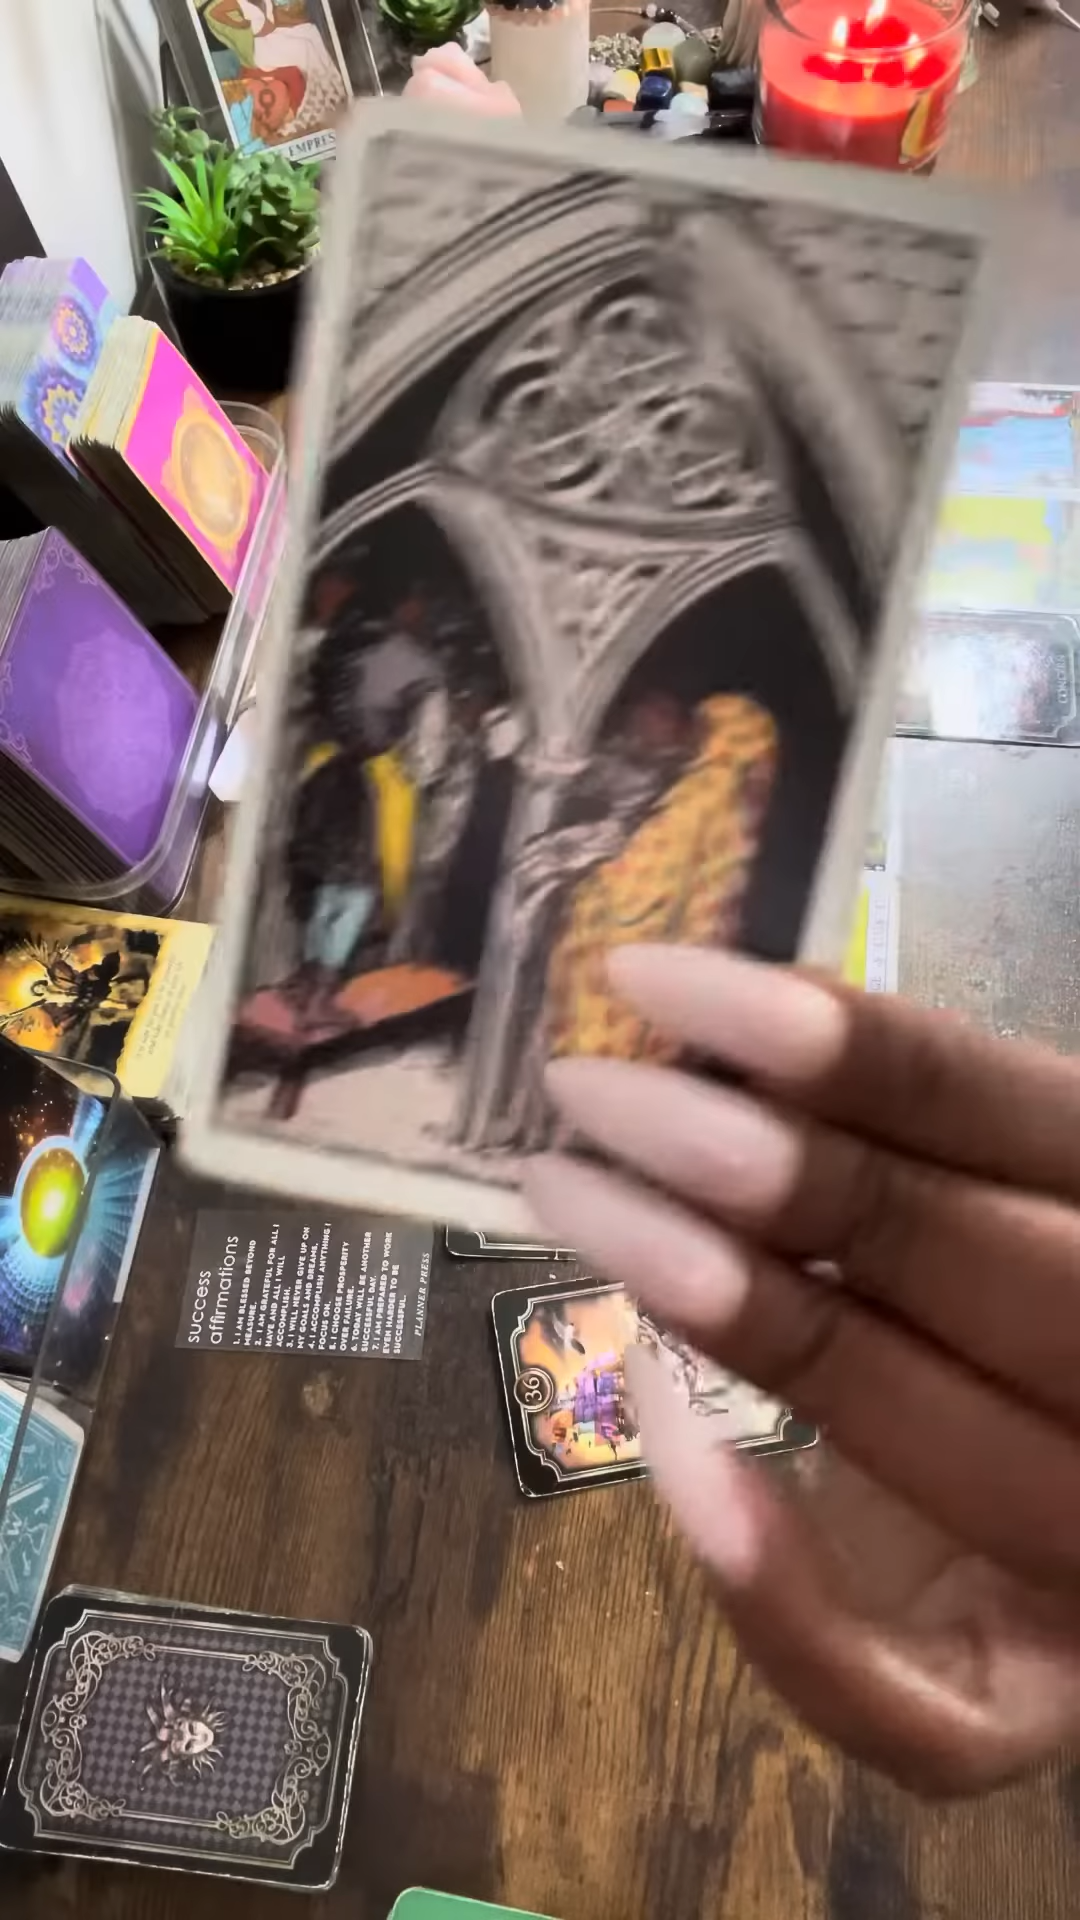 EMPRES
CONCERN
success
affirmations
1. I AM BLESSED BEYOND
MEASURE.
2. I AM GRATEFUL FOR ALL I
HAVE AND ALL I WILL
ACCOMPLISH.
3. I WILL NEVER GIVE UP ON
MY GOALS AND DREAMS.
4. I ACCOMPLISH ANYTHING I
FOCUS ON.
5. I CHOOSE PROSPERITY
OVER FAILURE.
6. TODAY WILL BE ANOTHER
SUCCESSFUL DAY.
7. I AM PREPARED TO WORK
EVEN HARDER TO BE
SUCCESSFUL.
PLANNER PRESS
36